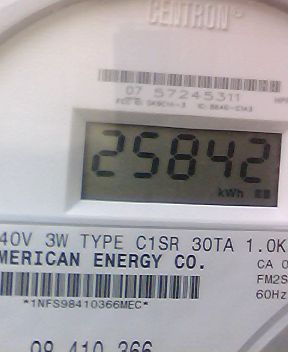 CENTRON®
07 57245311
25842
kWh
40V 3W TYPE C1SR 30TA 1.0K
MERICAN ENERGY CO.
CA 0
FM2S
60Hz
*1NFS98410366MEC*
98 410 366